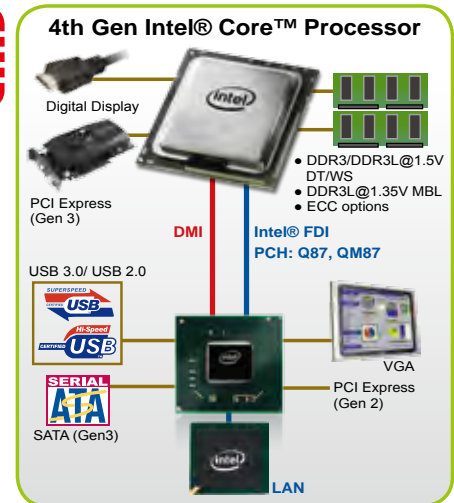 4th Gen Intel® Core™ Processor
intel
Digital Display
PCI Express
(Gen 3)
● DDR3/DDR3L@1.5V
DT/WS
● DDR3L@1.35V MBL
● ECC options
DMI
Intel® FDI
PCH: Q87, QM87
USB 3.0/ USB 2.0
SUPERSPEED
CERTIFIED USB
Hi-Speed
CERTIFIED USB
intel
VGA
PCI Express
(Gen 2)
SERIAL
ATA
SATA (Gen3)
intel
LAN